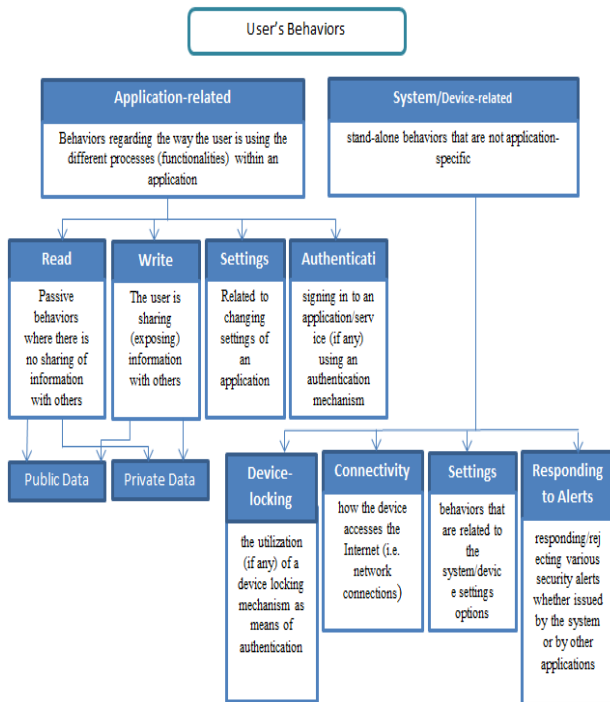 User's Behaviors
Application-related
Behaviors regarding the way the user is using the
different processes (functionalities) within an
application
System/Device-related
stand-alone behaviors that are not application-
specific
Read
Passive
behaviors
where there is
no sharing of
information
with others
Write
The user is
sharing
(exposing)
information
with others
Settings
Related to
changing
settings of
an
application
Authenticati
signing in to an
application/serv
ice (if any)
using an
authentication
mechanism
Public Data
Private Data
Device-
locking
the utilization
(if any) of a
device locking
mechanism as
means of
authentication
Connectivity
how the device
accesses the
Internet (i.e.
network
connections)
Settings
behaviors that
are related to
the
system/devic
e settings
options
Responding
to Alerts
responding/rej
ecting various
security alerts
whether issued
by the system
or by other
applications